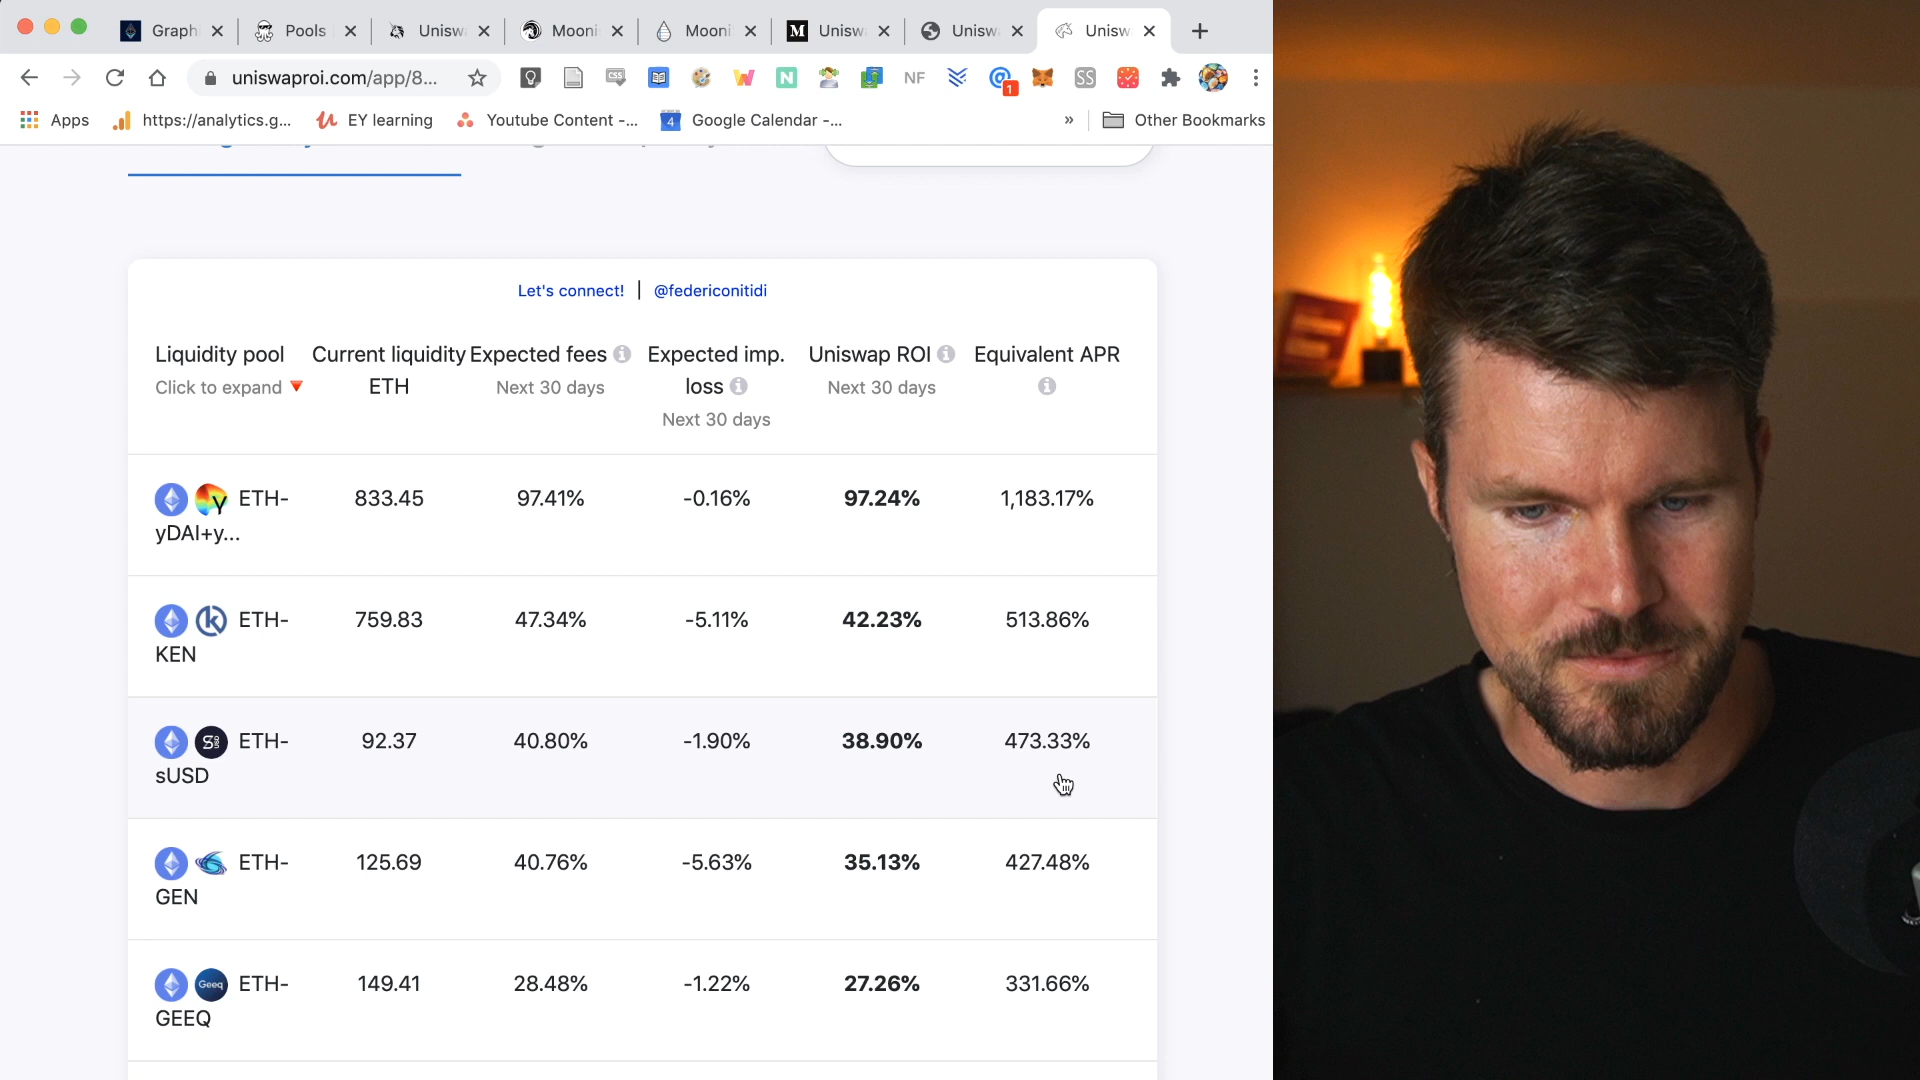 Graph
Pools
Unisw
Mooni
Mooni
M
Unisw
Unisw
Unisw
uniswaproi.com/app/8...
CSS
N
NF
1
SS
Apps
https://analytics.g...
EY learning
Youtube Content -...
4
Google Calendar -...
»
Other Bookmarks
Let's connect! | @federiconitidi
Liquidity pool
Click to expand
Current liquidity
ETH
Expected fees
Next 30 days
Expected imp.
loss
Next 30 days
Uniswap ROI
Next 30 days
Equivalent APR
ETH-
yDAI+y...
833.45
97.41%
-0.16%
97.24%
1,183.17%
ETH-
KEN
759.83
47.34%
-5.11%
42.23%
513.86%
ETH-
sUSD
92.37
40.80%
-1.90%
38.90%
473.33%
ETH-
GEN
125.69
40.76%
-5.63%
35.13%
427.48%
Geeq
ETH-
GEEQ
149.41
28.48%
-1.22%
27.26%
331.66%